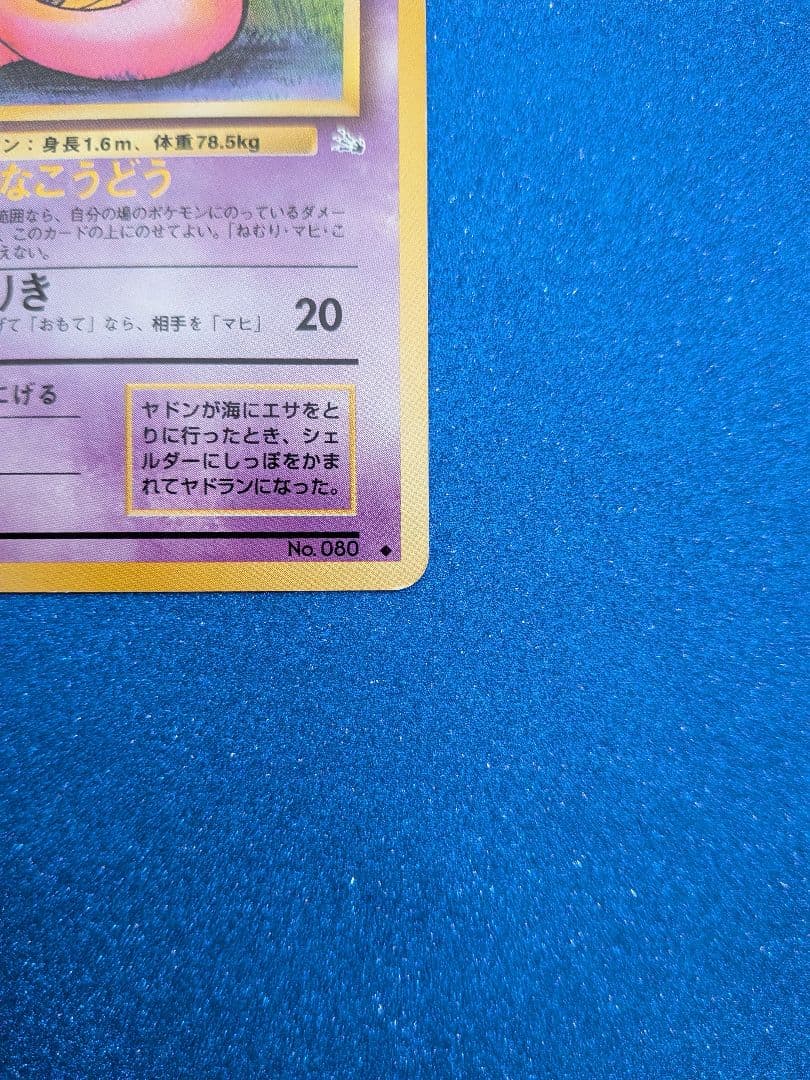 ン：身長1.6m、体重78.5kg
なこうどう
範囲なら、自分の場のポケモンにのっているダメー
、このカードの上にのせてよい。「ねむり・マヒ・こ
えない。
りき
げて「おもて」なら、相手を「マヒ」
20
にげる
ヤドンが海にエサをと
りに行ったとき、シェ
ルダーにしっぽをかま
れてヤドランになった。
No. 080 ◆